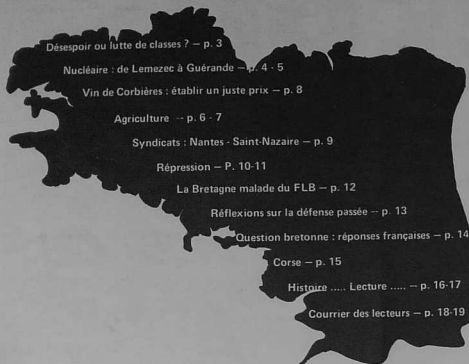 Désespoir ou lutte de classes ? — p. 3
Nucléaire : de Lemezec à Guérande — p. 4 - 5
Vin de Corbières : établir un juste prix — p. 8
Agriculture -- p. 6 - 7
Syndicats : Nantes - Saint-Nazaire — p. 9
Répression — P. 10-11
La Bretagne malade du FLB — p. 12
Réflexions sur la défense passée -- p. 13
Question bretonne : réponses françaises — p. 14
Corse — p. 15
Histoire ..... Lecture ..... — p. 16-17
Courrier des lecteurs — p. 18-19